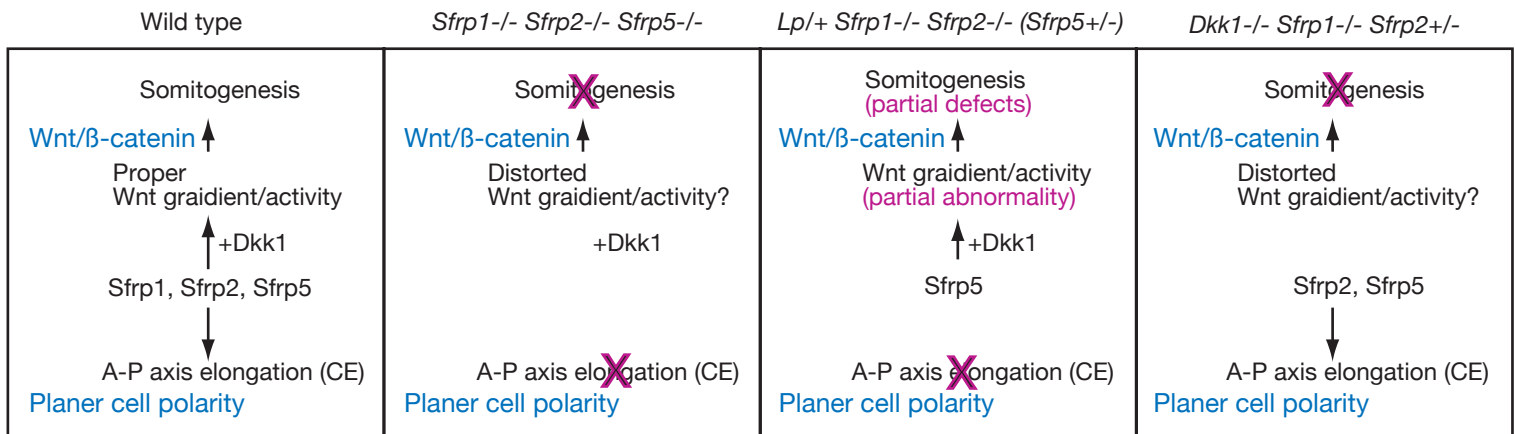 Wild type
Somitogenesis
Wnt/ß-catenin
Proper
Wnt graidient/activity
+Dkk1
Sfrp1, Sfrp2, Sfrp5
A-P axis elongation (CE)
Planer cell polarity
Sfrp1-/- Sfrp2-/- Sfrp5-/-
Somitogenesis
Wnt/ß-catenin
Distorted
Wnt graidient/activity?
+Dkk1
A-P axis elongation (CE)
Planer cell polarity
Lp/+ Sfrp1-/- Sfrp2-/- (Sfrp5+/-)
Somitogenesis
(partial defects)
Wnt/ß-catenin
Wnt graidient/activity
(partial abnormality)
+Dkk1
Sfrp5
A-P axis elongation (CE)
Planer cell polarity
Dkk1-/- Sfrp1-/- Sfrp2+/-
Somitogenesis
Wnt/ß-catenin
Distorted
Wnt graidient/activity?
Sfrp2, Sfrp5
A-P axis elongation (CE)
Planer cell polarity